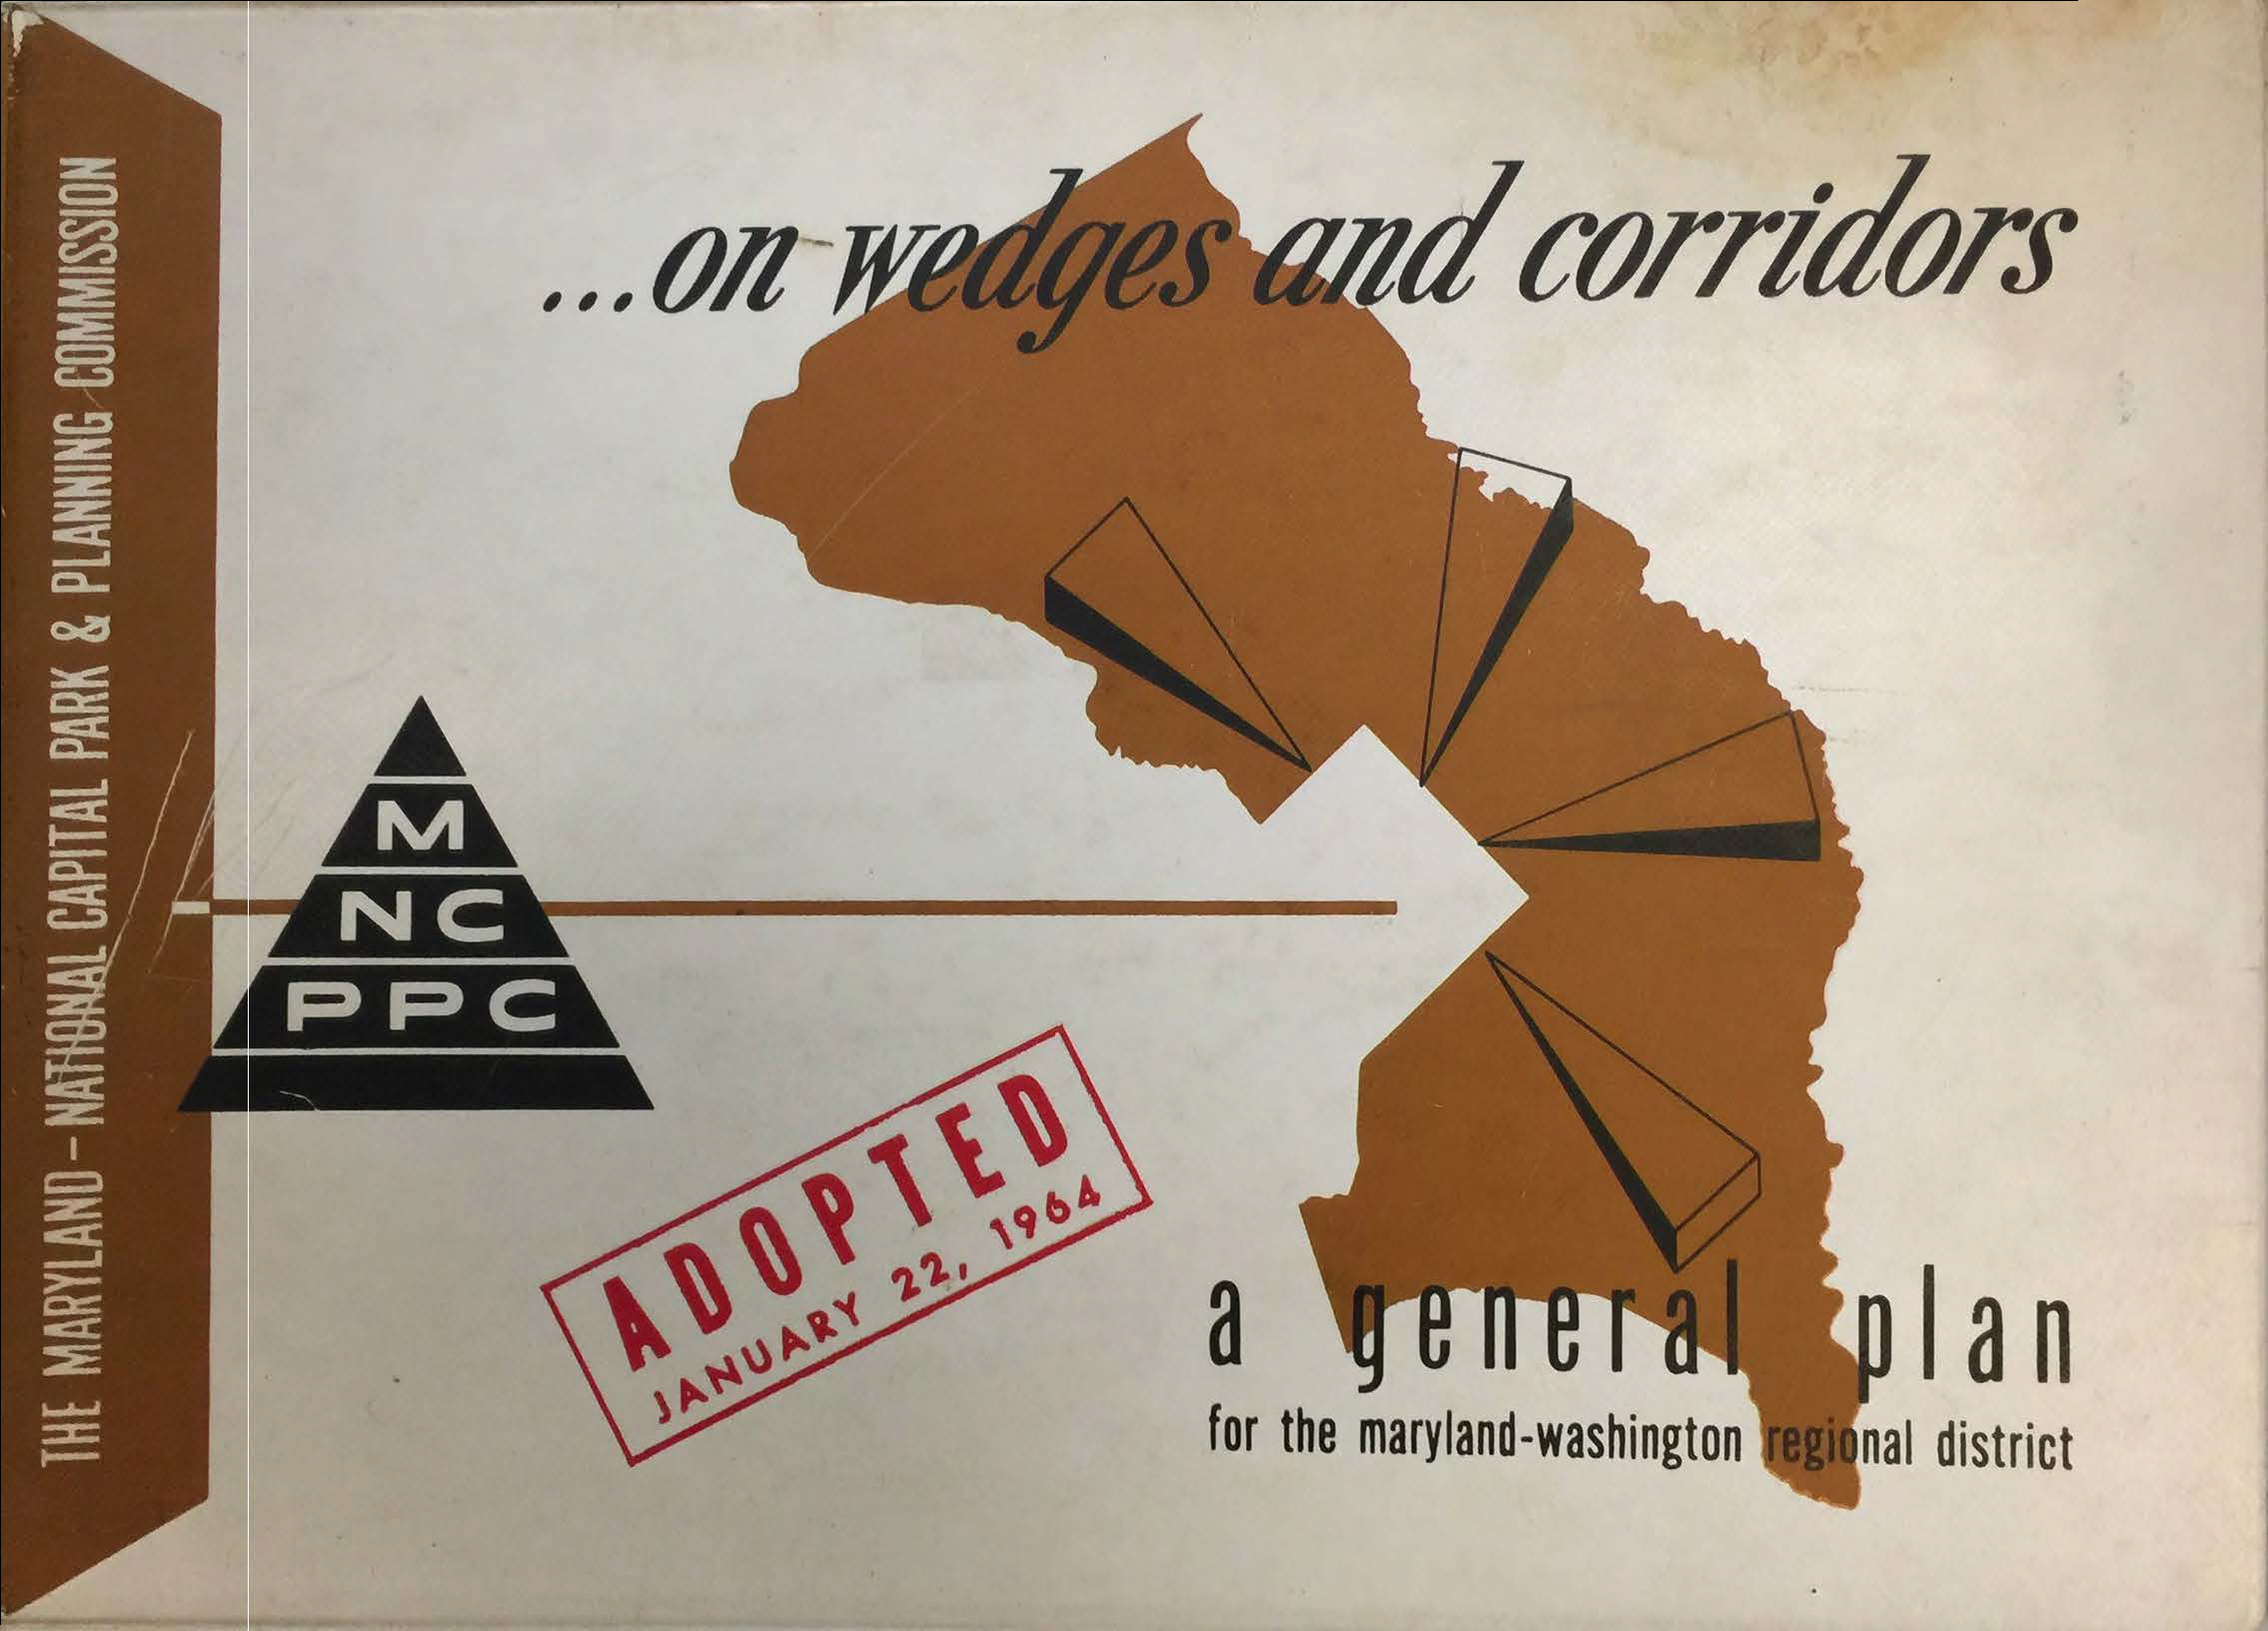 THE MARYLAND-NATIONAL CAPITAL PARK & PLANNING COMMISSION
...on wedges and corridors
M
NC
PPC
ADOPTED
JANUARY 22, 1964
a general plan
for the maryland-washington regional district